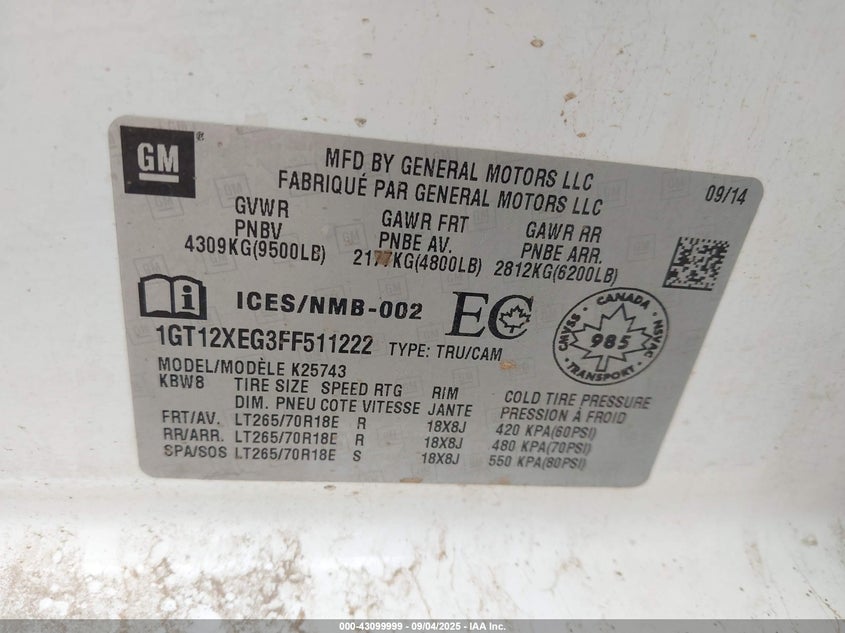 GM
MFD BY GENERAL MOTORS LLC
FABRIQUÉ PAR GENERAL MOTORS LLC
09/14
GVWR
PNBV
4309KG(9500LB)
GAWR FRT
PNBE AV.
2177KG(4800LB)
GAWR RR
PNBE ARR.
2812KG(6200LB)
ICES/NMB-002
EC
CANADA
CMVSS
985
NSVAC
TRANSPORT
1GT12XEG3FF511222 TYPE: TRU/CAM
MODEL/MODÈLE K25743
KBW8 TIRE SIZE SPEED RTG RIM COLD TIRE PRESSURE
DIM. PNEU COTE VITESSE JANTE PRESSION À FROID
FRT/AV. LT265/70R18E R 18X8J 420 KPA(60PSI)
RR/ARR. LT265/70R18E R 18X8J 480 KPA(70PSI)
SPA/SOS LT265/70R18E S 18X8J 550 KPA(80PSI)
000-43099999 - 09/04/2025 - IAA Inc.